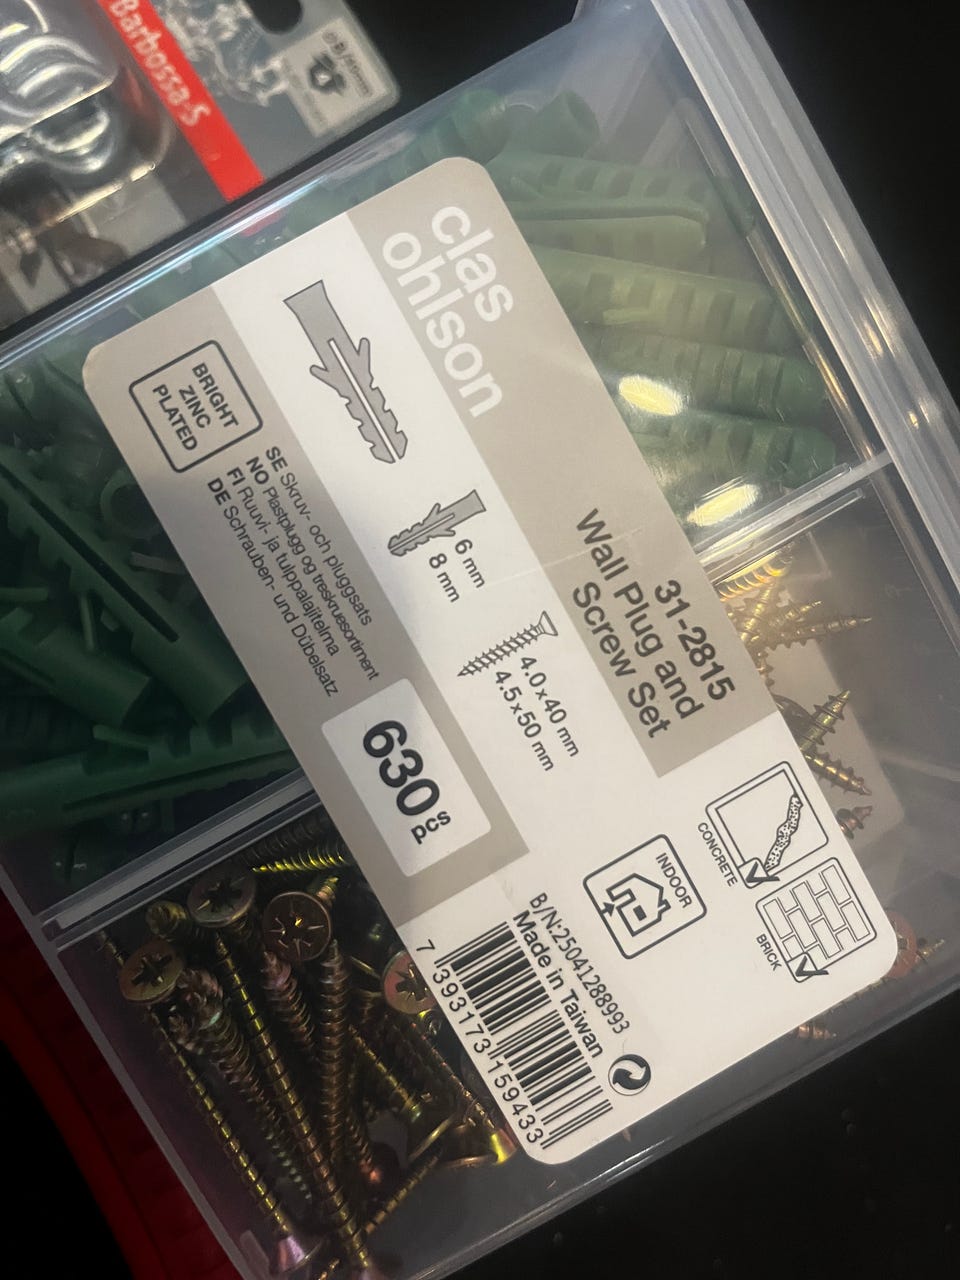 Barbossa-S
clas
ohlson
31-2815
Wall Plug and
Screw Set
6 mm
8 mm
4.0 x 40 mm
4.5 x 50 mm
BRIGHT
ZINC
PLATED
SE Skruv- och pluggsats
NO Plastplugg og treskruesortiment
FI Ruuvi- ja tulppalajitelma
DE Schrauben- und Dübelsatz
630 pcs
CONCRETE
BRICK
INDOOR
B/N:25041288993
Made in Taiwan
7 393173 159433